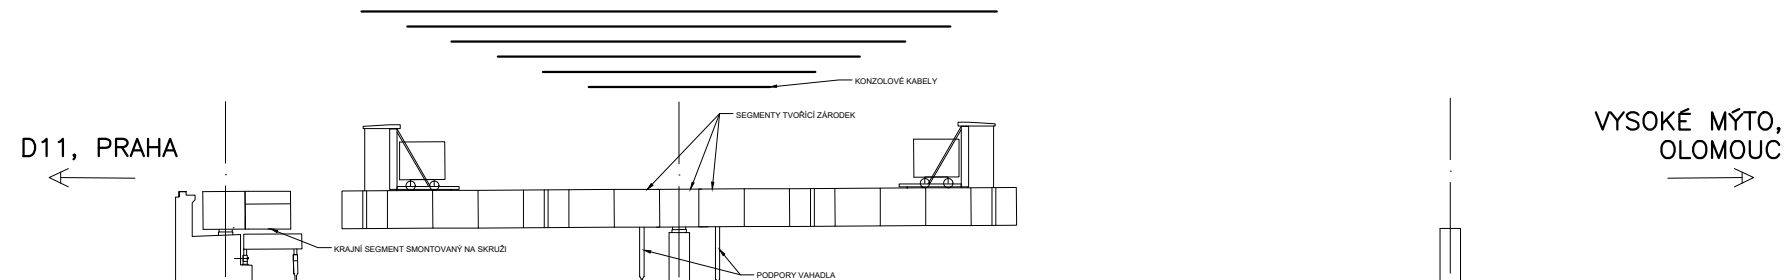 KONZOLOVÉ KABELY
SEGMENTY TVOŘÍCÍ ZÁRODEK
D11, PRAHA
VYSOKÉ MÝTO,
OLOMOUC
KRAJNÍ SEGMENT SMONTOVANÝ NA SKRUŽI
PODPORY VAHADLA